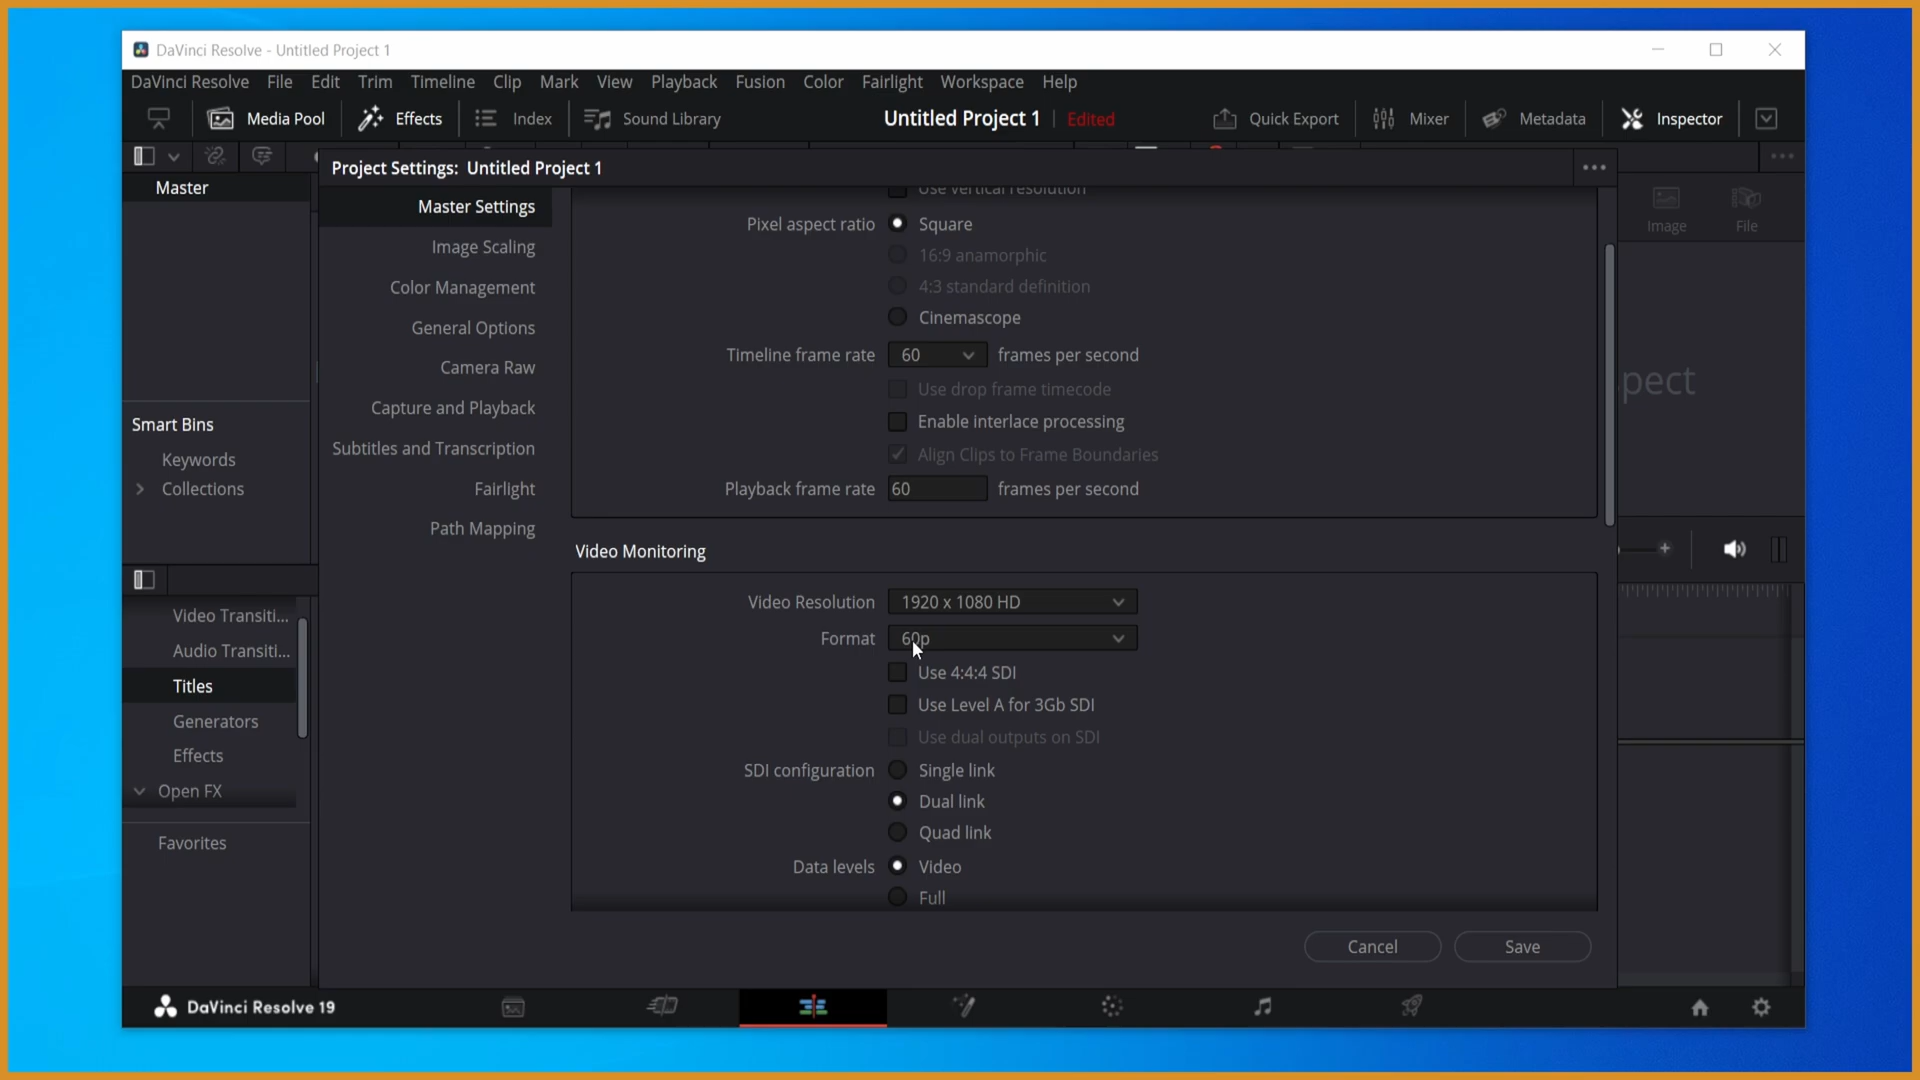 DaVinci Resolve - Untitled Project 1
DaVinci Resolve File Edit Trim Timeline Clip Mark View Playback Fusion Color Fairlight Workspace Help
Media Pool Effects Index Sound Library Untitled Project 1 Edited Quick Export Mixer Metadata Inspector
Project Settings: Untitled Project 1
Master
Master Settings
Image Scaling
Color Management
General Options
Camera Raw
Capture and Playback
Subtitles and Transcription
Fairlight
Path Mapping
Use vertical resolution
Pixel aspect ratio Square
16:9 anamorphic
4:3 standard definition
Cinemascope
Timeline frame rate 60 frames per second
Use drop frame timecode
Enable interlace processing
Align Clips to Frame Boundaries
Playback frame rate 60 frames per second
Video Monitoring
Video Resolution 1920 x 1080 HD
Format 60p
Use 4:4:4 SDI
Use Level A for 3Gb SDI
Use dual outputs on SDI
SDI configuration Single link
Dual link
Quad link
Data levels Video
Full
Cancel Save
Image File
pect
Smart Bins
Keywords
Collections
Video Transiti...
Audio Transiti...
Titles
Generators
Effects
Open FX
Favorites
DaVinci Resolve 19